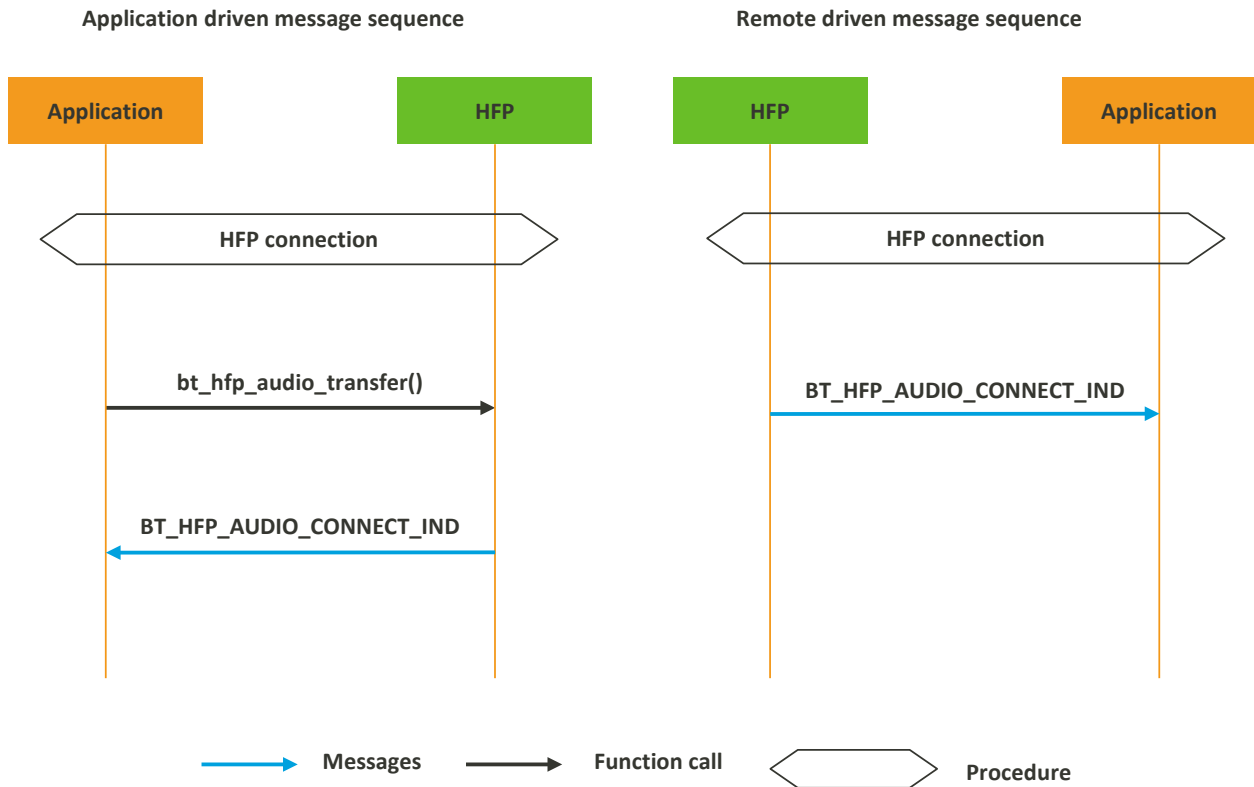 Application driven message sequence
Remote driven message sequence
Application
HFP
HFP
Application
HFP connection
HFP connection
bt_hfp_audio_transfer()
BT_HFP_AUDIO_CONNECT_IND
BT_HFP_AUDIO_CONNECT_IND
Messages
Function call
Procedure